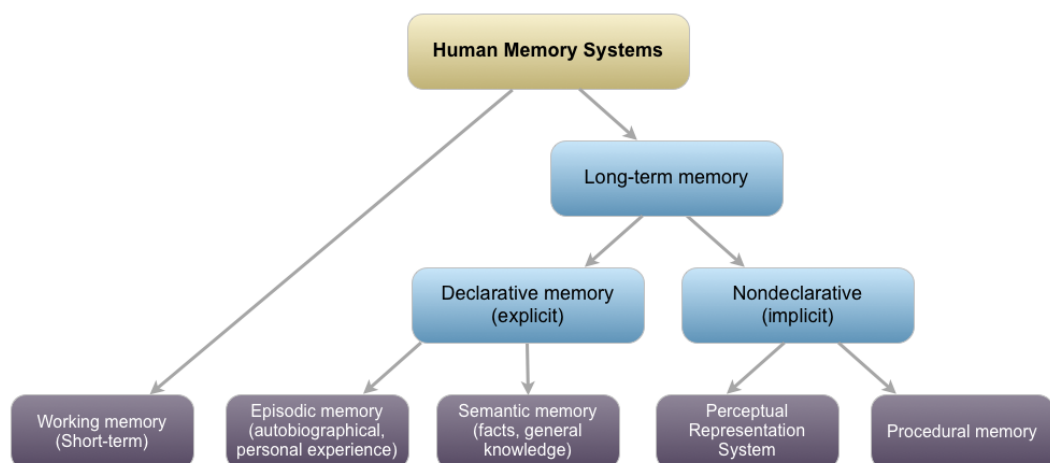 Human Memory Systems
Long-term memory
Declarative memory
(explicit)
Nondeclarative
(implicit)
Working memory
(Short-term)
Episodic memory
(autobiographical,
personal experience)
Semantic memory
(facts, general
knowledge)
Perceptual
Representation
System
Procedural memory